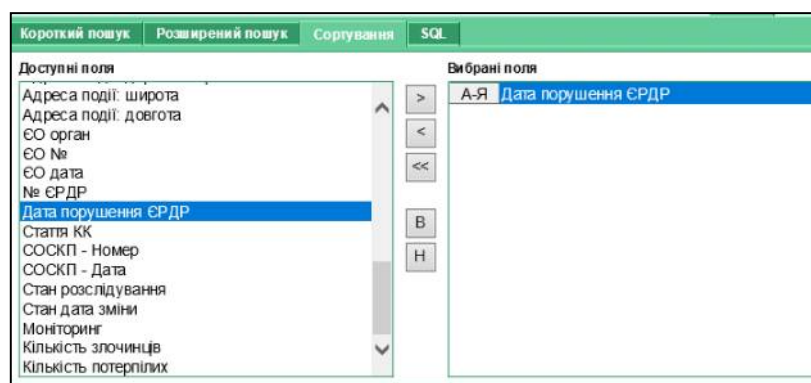 Короткий пошук Розширений пошук Сортування SQL
Доступні поля
Вибрані поля
Адреса події: широта
Адреса події: довгота
ЄО орган
ЄО №
ЄО дата
№ ЄРДР
Дата порушення ЄРДР
Стаття КК
СОСКП - Номер
СОСКП - Дата
Стан розслідування
Стан дата зміни
Моніторинг
Кількість злочинців
Кількість потерпілих
>
<
<<
В
Н
А-Я Дата порушення ЄРДР